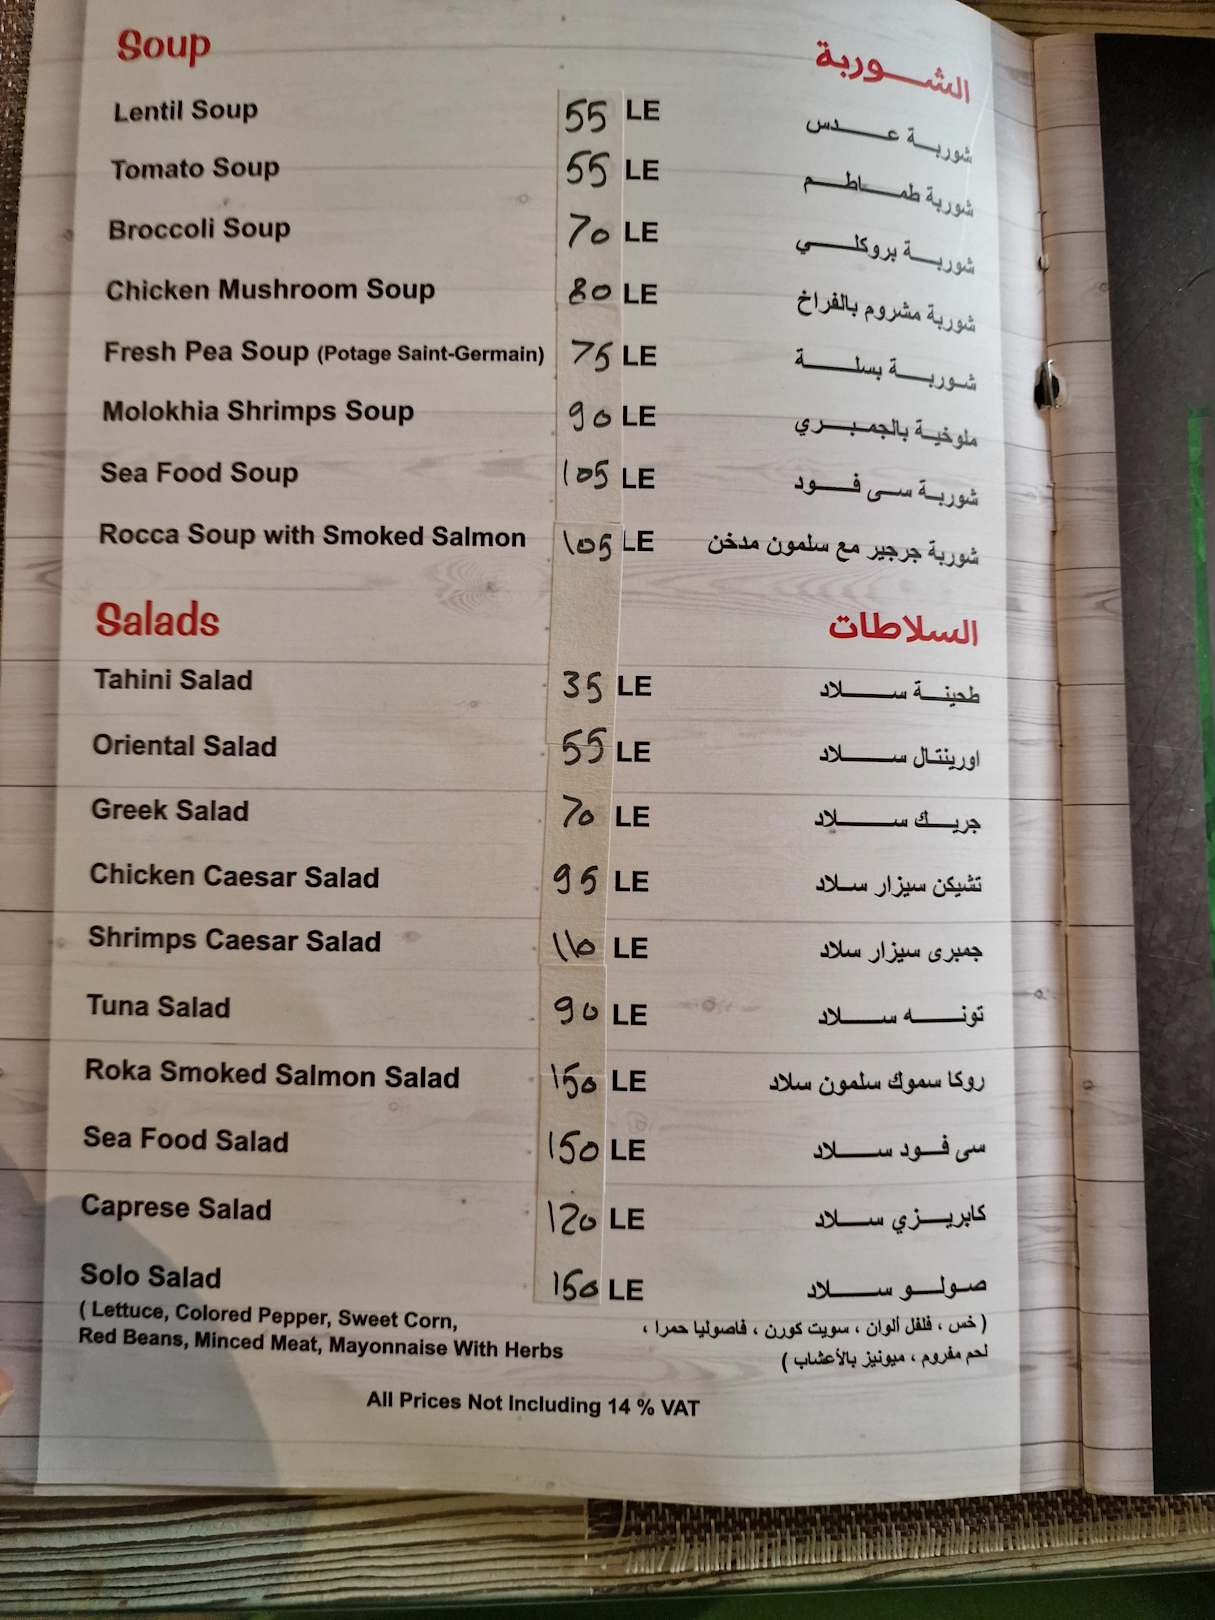 Soup الشوربة
Lentil Soup 55 LE شوربة عدس
Tomato Soup 55 LE شوربة طماطم
Broccoli Soup 70 LE شوربة بروكلي
Chicken Mushroom Soup 80 LE شوربة مشروم بالفراخ
Fresh Pea Soup (Potage Saint-Germain) 75 LE شوربة بسلة
Molokhia Shrimps Soup 90 LE ملوخية بالجمبري
Sea Food Soup 105 LE شوربة سى فود
Rocca Soup with Smoked Salmon 105 LE شوربة جرجير مع سلمون مدخن
Salads السلاطات
Tahini Salad 35 LE طحينة سلاد
Oriental Salad 55 LE اورينتال سلاد
Greek Salad 70 LE جريك سلاد
Chicken Caesar Salad 95 LE تشيكن سيزار سلاد
Shrimps Caesar Salad 110 LE جمبرى سيزار سلاد
Tuna Salad 90 LE تونه سلاد
Roka Smoked Salmon Salad 150 LE روكا سموك سلمون سلاد
Sea Food Salad 150 LE سى فود سلاد
Caprese Salad 120 LE كابريزي سلاد
Solo Salad 150 LE صولو سلاد
( Lettuce, Colored Pepper, Sweet Corn, ( خس ، فلفل ألوان ، سويت كورن ، فاصوليا حمرا ،
Red Beans, Minced Meat, Mayonnaise With Herbs لحم مفروم ، ميونيز بالأعشاب )
All Prices Not Including 14 % VAT